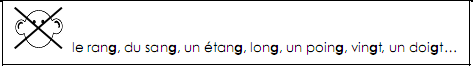 le rang, du sang, un étang, long, un poing, vingt, un doigt...